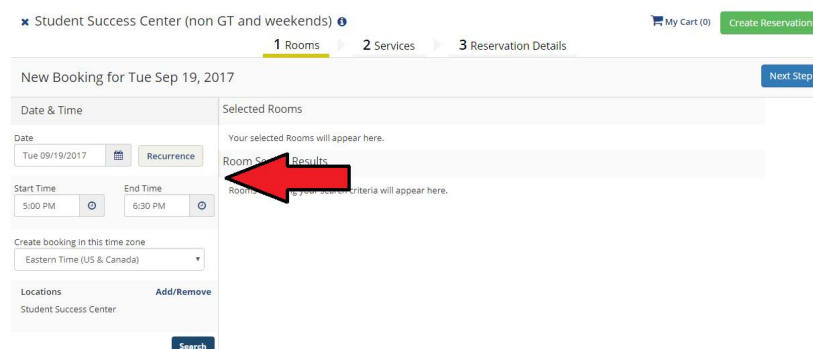 × Student Success Center (non GT and weekends)
My Cart (0)
Create Reservation
1 Rooms
2 Services
3 Reservation Details
New Booking for Tue Sep 19, 2017
Next Step
Date & Time
Selected Rooms
Date
Your selected Rooms will appear here.
Tue 09/19/2017
Recurrence
Room Results
Start Time
End Time
Rooms your search criteria will appear here.
5:00 PM
6:30 PM
Create booking in this time zone
Eastern Time (US & Canada)
Locations
Add/Remove
Student Success Center
Search